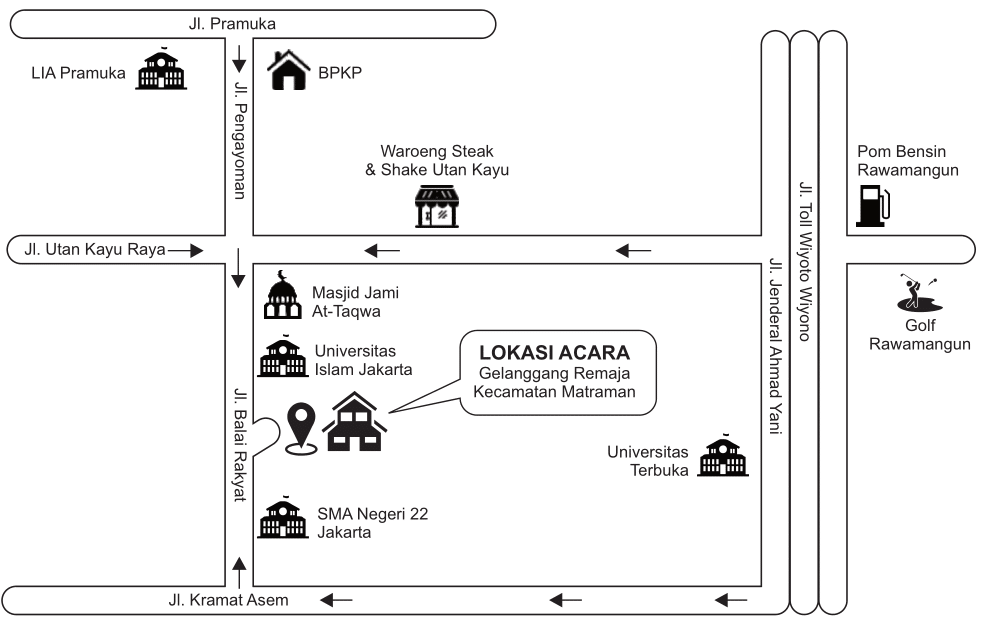 Jl. Pramuka
LIA Pramuka
BPKP
Jl. Pengayoman
Waroeng Steak
& Shake Utan Kayu
Pom Bensin
Rawamangun
Jl. Utan Kayu Raya
Jl. Toll Wiyoto Wiyono
Jl. Jenderal Ahmad Yani
Golf
Rawamangun
Masjid Jami
At-Taqwa
Universitas
Islam Jakarta
LOKASI ACARA
Gelanggang Remaja
Kecamatan Matraman
Jl. Balai Rakyat
Universitas
Terbuka
SMA Negeri 22
Jakarta
Jl. Kramat Asem